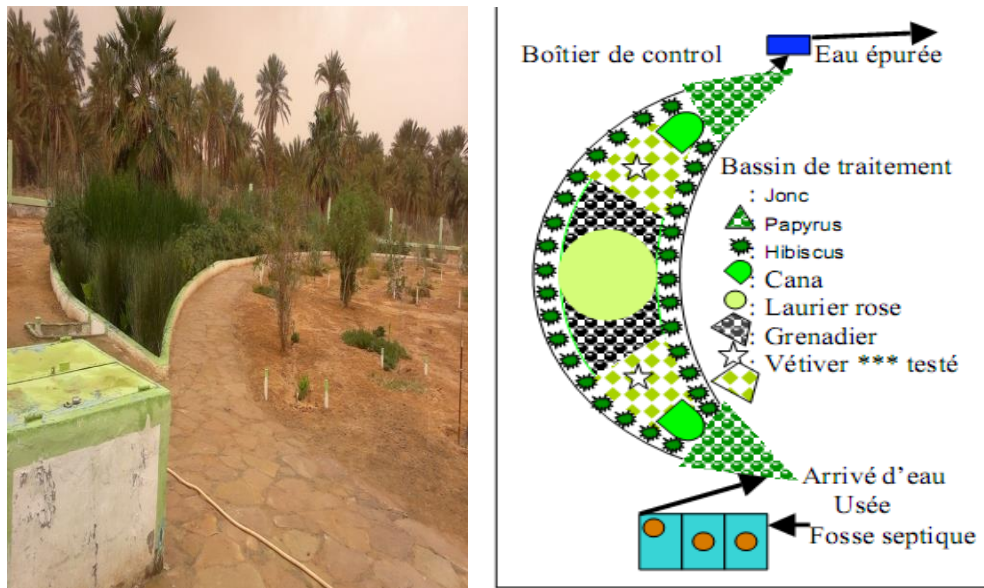 Boîtier de control
Eau épurée
Bassin de traitement
: Jonc
: Papyrus
: Hibiscus
: Cana
: Laurier rose
: Grenadier
: Vétiver *** testé
Arrivé d'eau
Usée
Fosse septique